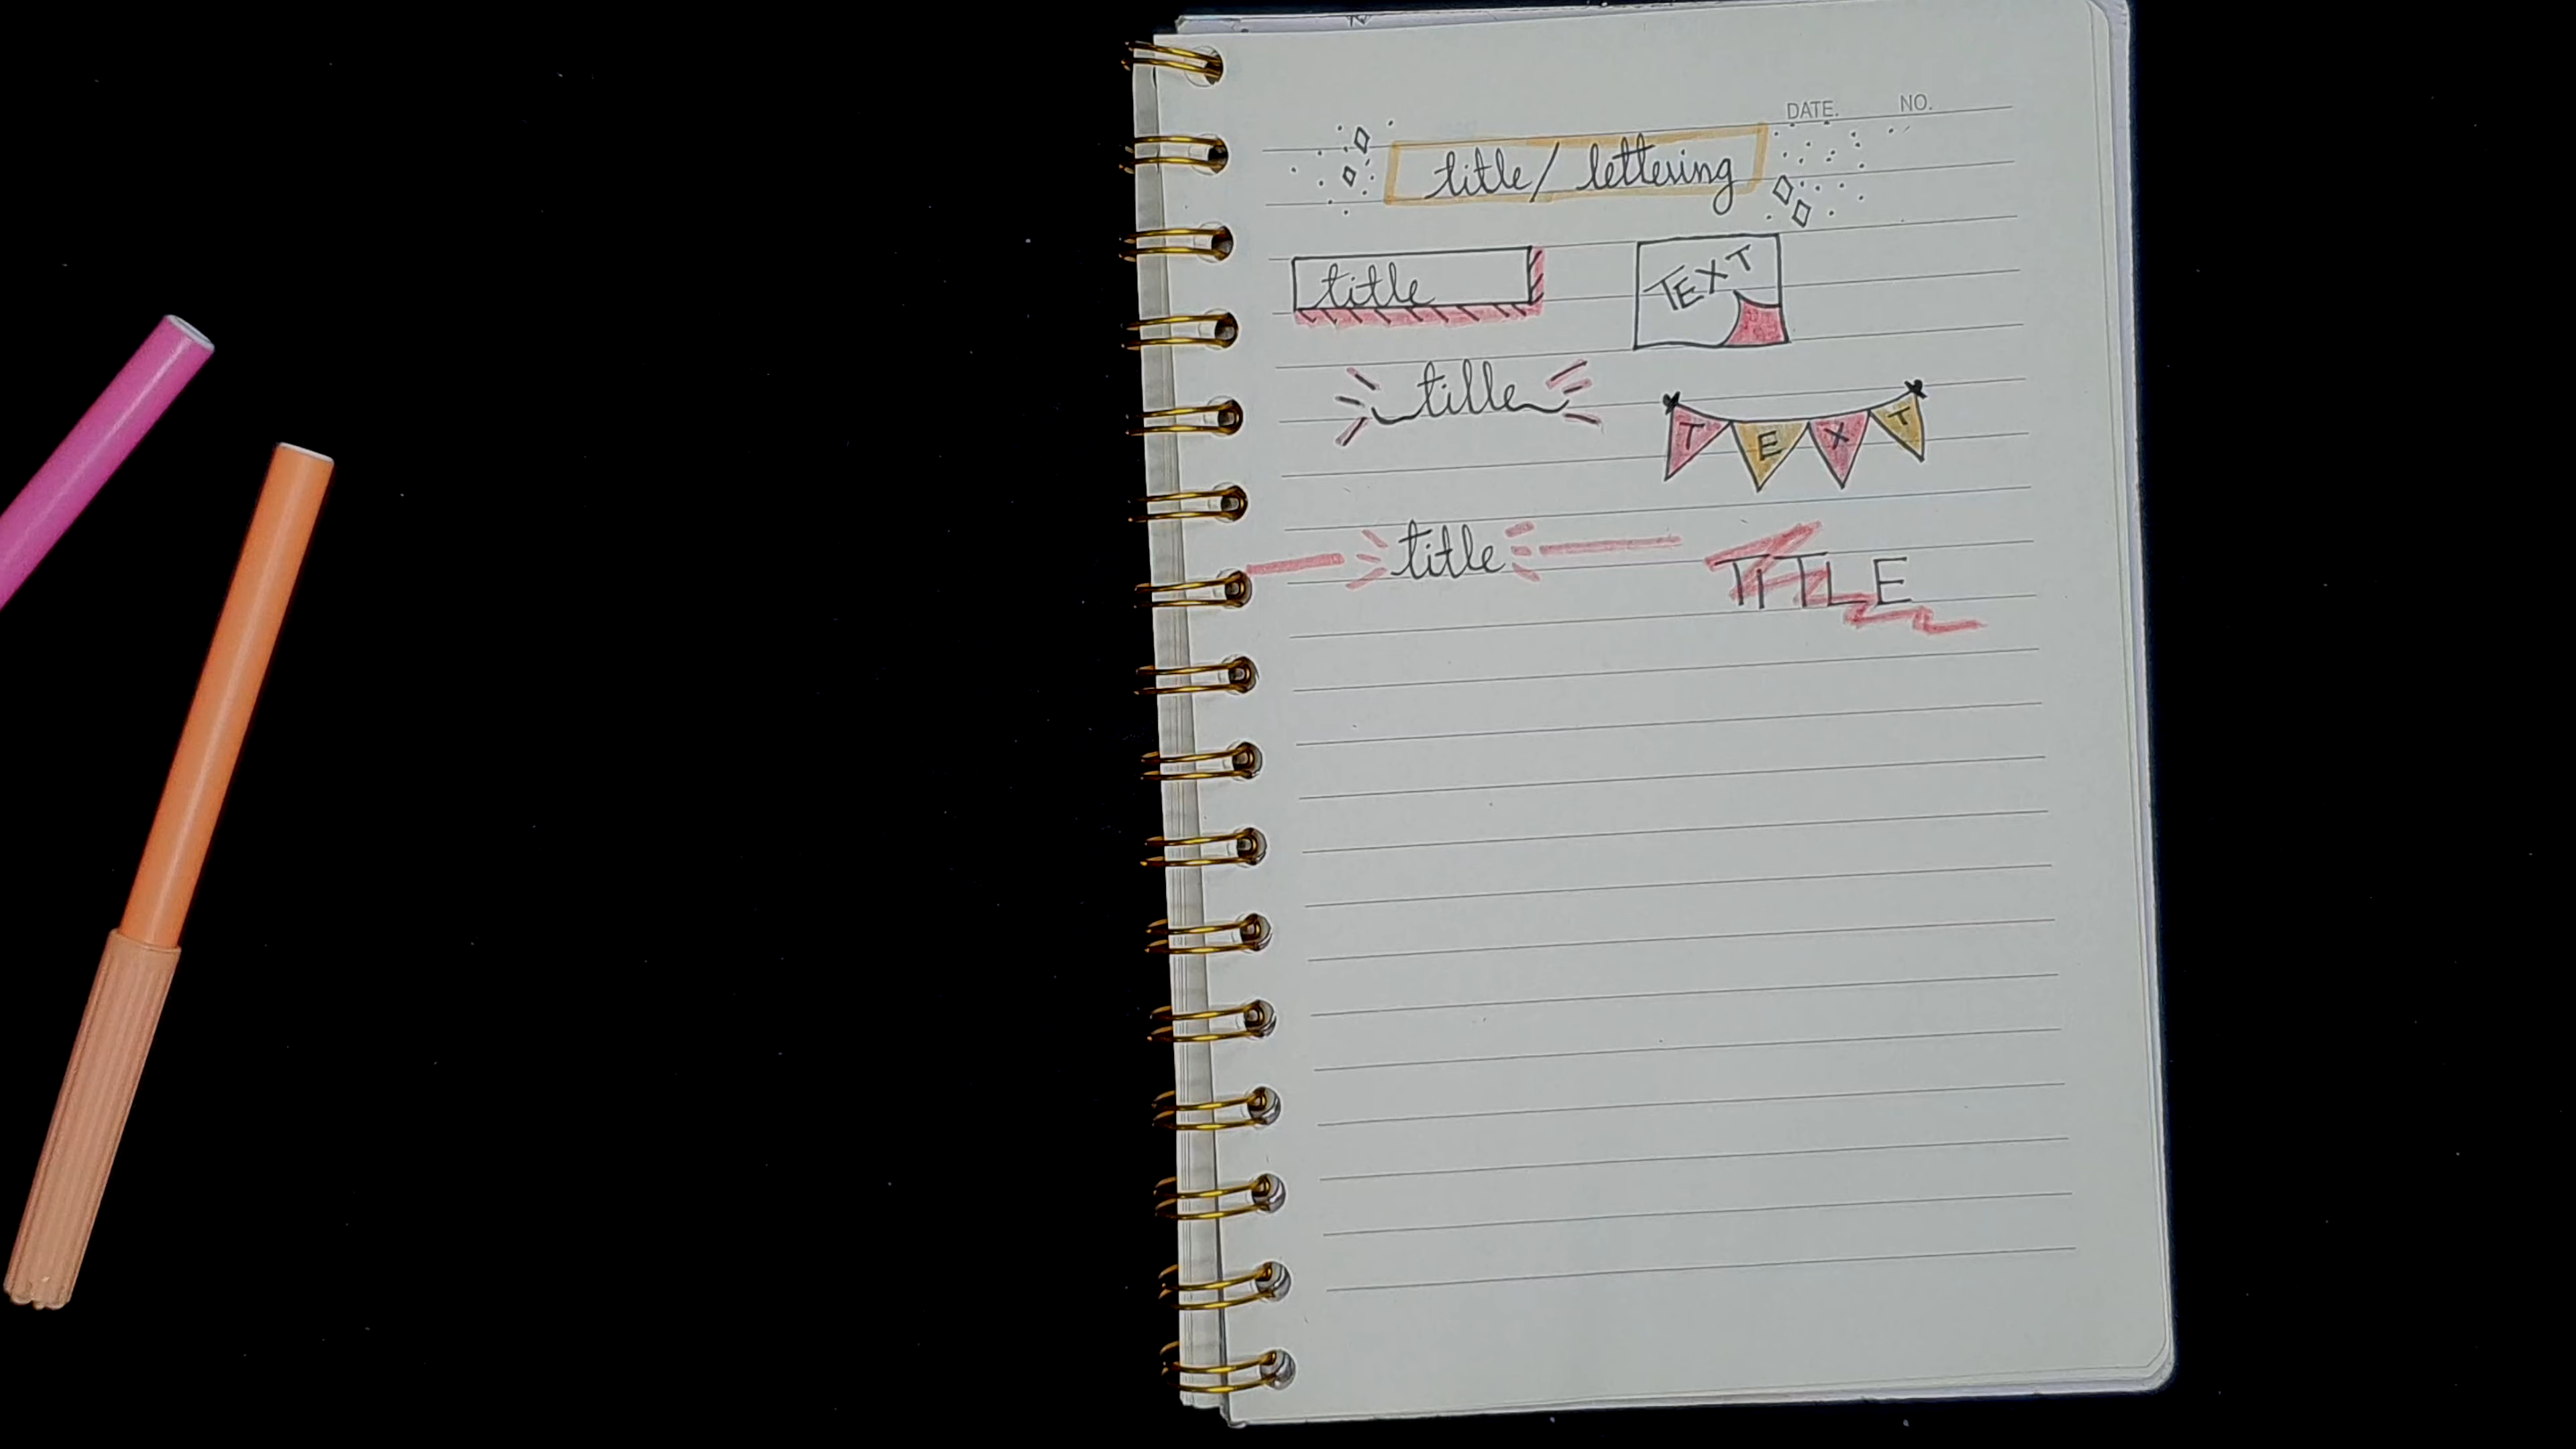 DATE. NO.
title/ lettering
title
TEXT
title
TEXT
title
TITLE